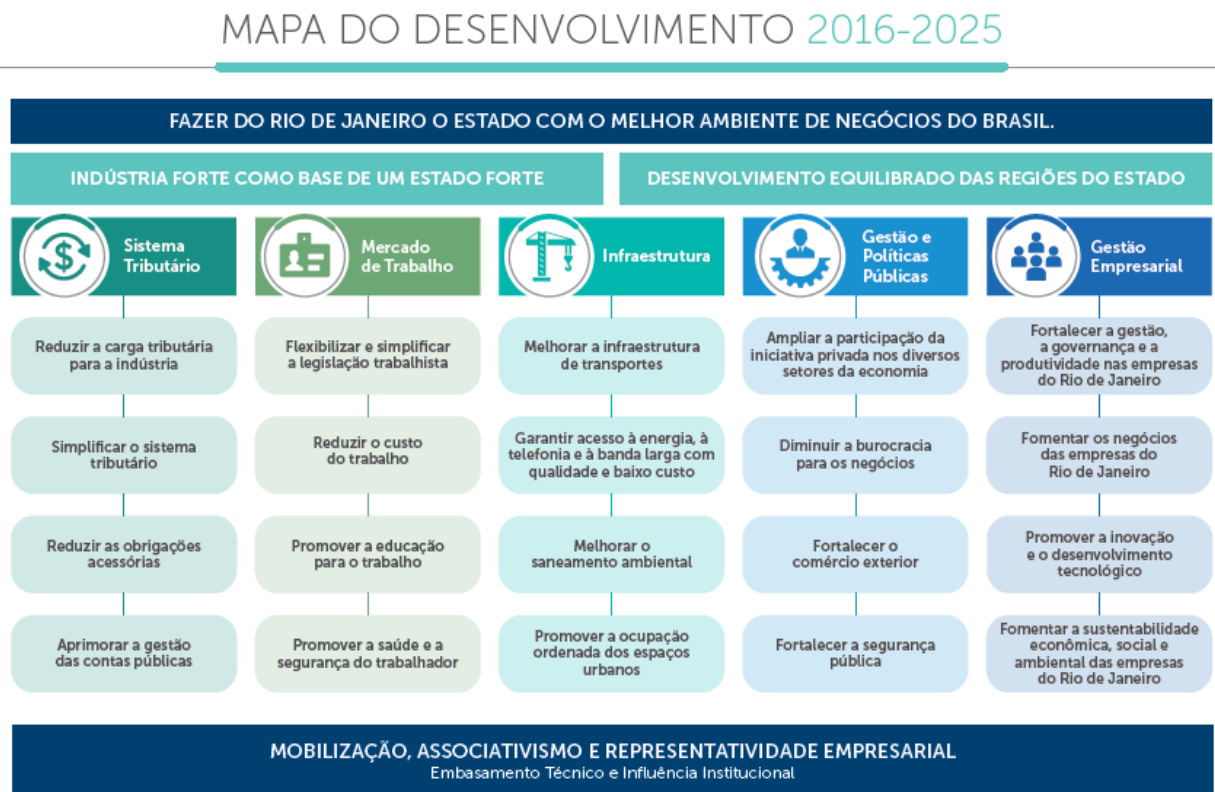 MAPA DO DESENVOLVIMENTO 2016-2025
FAZER DO RIO DE JANEIRO O ESTADO COM O MELHOR AMBIENTE DE NEGÓCIOS DO BRASIL.
INDÚSTRIA FORTE COMO BASE DE UM ESTADO FORTE
DESENVOLVIMENTO EQUILIBRADO DAS REGIÕES DO ESTADO
$
Sistema
Tributário
Reduzir a carga tributária
para a indústria
Simplificar o sistema
tributário
Reduzir as obrigações
acessórias
Aprimorar a gestão
das contas públicas
Mercado
de Trabalho
Flexibilizar e simplificar
a legislação trabalhista
Reduzir o custo
do trabalho
Promover a educação
para o trabalho
Promover a saúde e a
segurança do trabalhador
Infraestrutura
Melhorar a infraestrutura
de transportes
Garantir acesso à energia, à
telefonia e à banda larga com
qualidade e baixo custo
Melhorar o
saneamento ambiental
Promover a ocupação
ordenada dos espaços
urbanos
Gestão e
Políticas
Públicas
Ampliar a participação da
iniciativa privada nos diversos
setores da economia
Diminuir a burocracia
para os negócios
Fortalecer o
comércio exterior
Fortalecer a segurança
pública
Gestão
Empresarial
Fortalecer a gestão,
a governança e a
produtividade nas empresas
do Rio de Janeiro
Fomentar os negócios
das empresas do
Rio de Janeiro
Promover a inovação
e o desenvolvimento
tecnológico
Fomentar a sustentabilidade
econômica, social e
ambiental das empresas
do Rio de Janeiro
MOBILIZAÇÃO, ASSOCIATIVISMO E REPRESENTATIVIDADE EMPRESARIAL
Embasamento Técnico e Influência Institucional